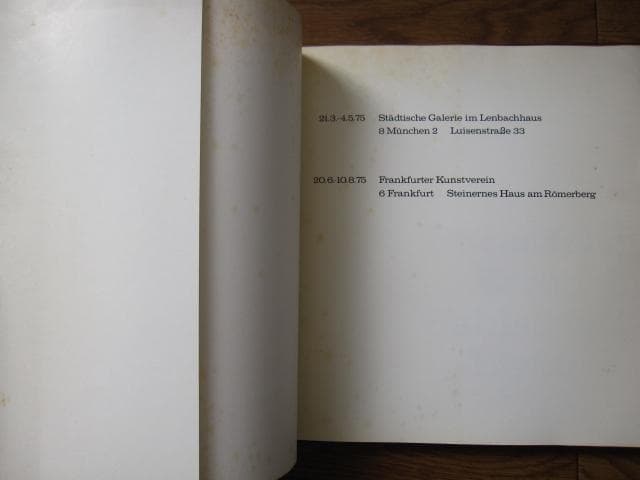 21.3.-4.5.75 Städtische Galerie im Lenbachhaus
8 München 2 Luisenstraße 33
20.6.-10.8.75 Frankfurter Kunstverein
6 Frankfurt Steinernes Haus am Römerberg